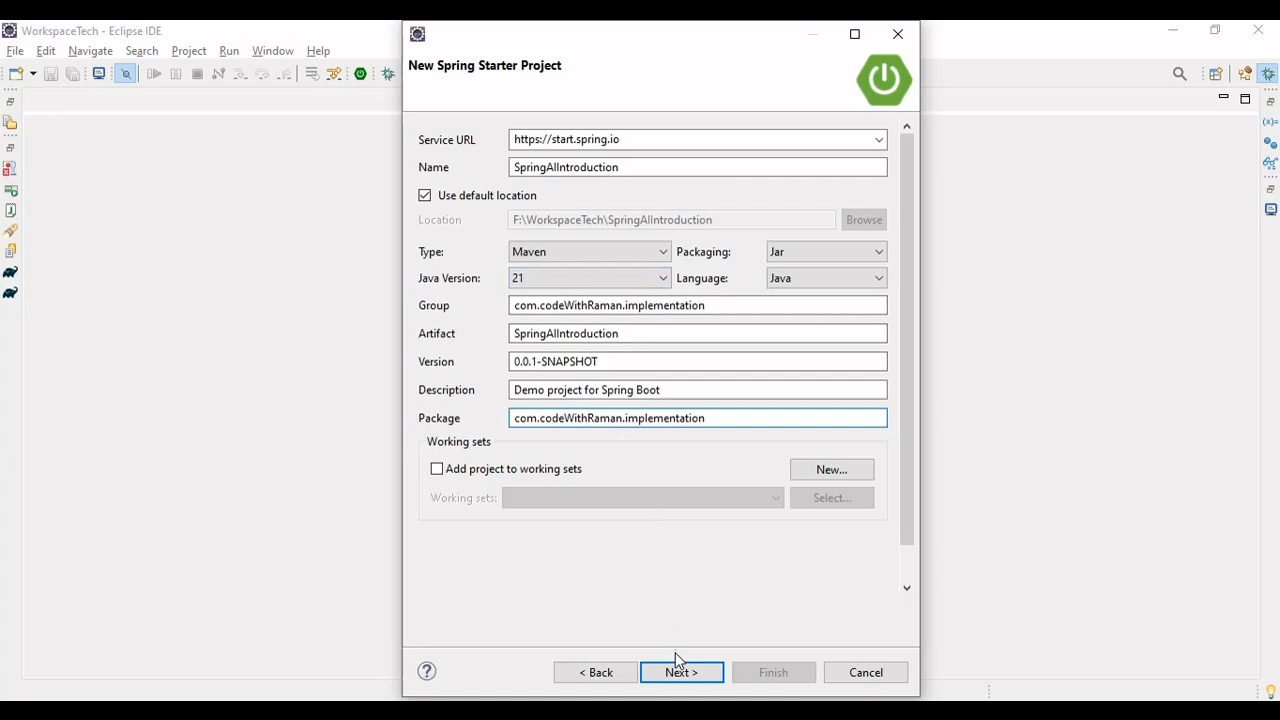 WorkspaceTech - Eclipse IDE
File Edit Navigate Search Project Run Window Help
New Spring Starter Project
Service URL https://start.spring.io
Name SpringAIIntroduction
Use default location
Location F:\WorkspaceTech\SpringAIIntroduction Browse
Type: Maven Packaging: Jar
Java Version: 21 Language: Java
Group com.codeWithRaman.implementation
Artifact SpringAIIntroduction
Version 0.0.1-SNAPSHOT
Description Demo project for Spring Boot
Package com.codeWithRaman.implementation
Working sets
Add project to working sets New...
Working sets: Select...
< Back Next > Finish Cancel